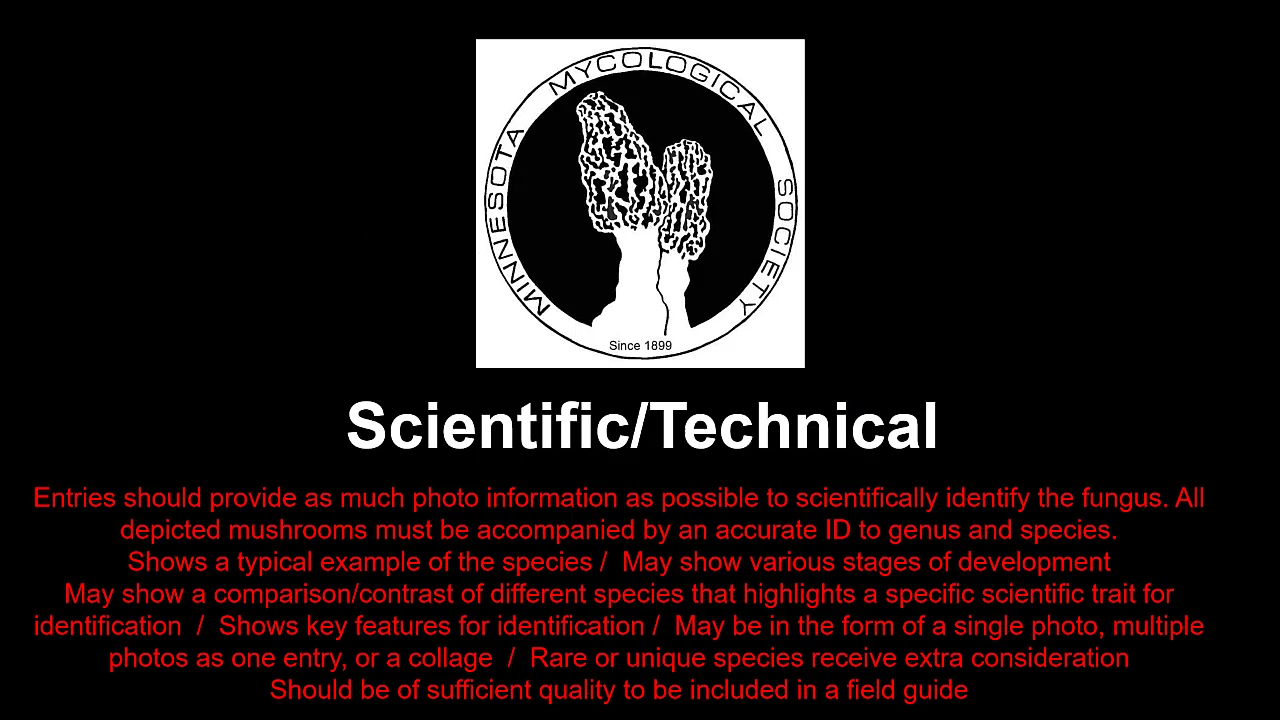 MINNESOTA MYCOLOGICAL SOCIETY
Since 1899
Scientific/Technical
Entries should provide as much photo information as possible to scientifically identify the fungus. All
depicted mushrooms must be accompanied by an accurate ID to genus and species.
Shows a typical example of the species /  May show various stages of development
May show a comparison/contrast of different species that highlights a specific scientific trait for
identification  /  Shows key features for identification /  May be in the form of a single photo, multiple
photos as one entry, or a collage  /  Rare or unique species receive extra consideration
Should be of sufficient quality to be included in a field guide